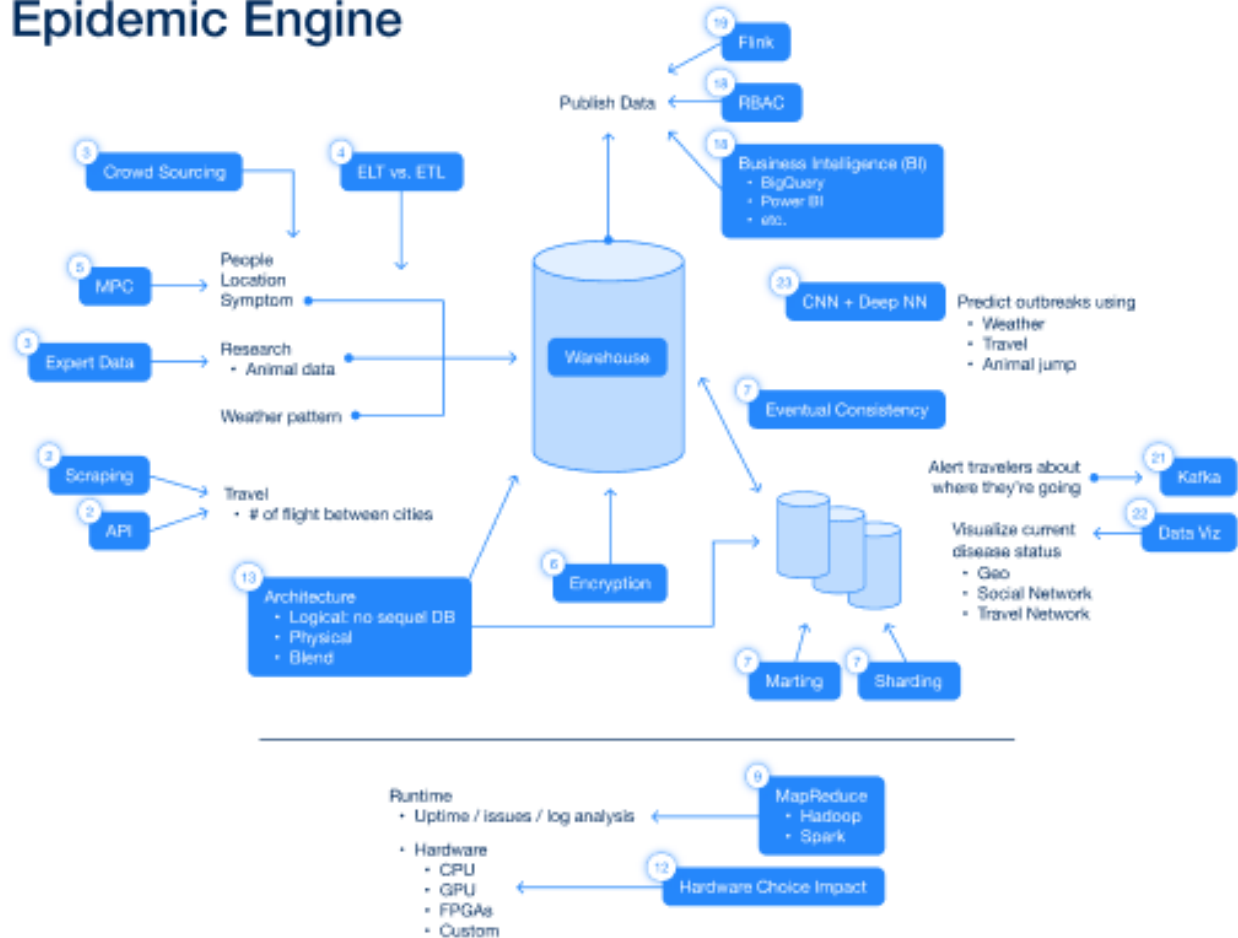 Epidemic Engine
19
Flink
18
RBAC
Publish Data
Business Intelligence (BI)
• BigQuery
• Power BI
• etc.
3
Crowd Sourcing
4
ELT vs. ETL
5
MPC
People
Location
Symptom
3
Expert Data
Research
• Animal data
Weather pattern
2
Scraping
2
API
Travel
• # of flight between cities
Warehouse
23
CNN + Deep NN
Predict outbreaks using
• Weather
• Travel
• Animal jump
7
Eventual Consistency
Alert travelers about
where they're going
21
Kafka
22
Data Viz
Visualize current
disease status
• Geo
• Social Network
• Travel Network
13
Architecture
• Logical: no sequel DB
• Physical
• Blend
6
Encryption
7
Marting
7
Sharding
Runtime
• Uptime / issues / log analysis
9
MapReduce
• Hadoop
• Spark
• Hardware
• CPU
• GPU
• FPGAs
• Custom
12
Hardware Choice Impact